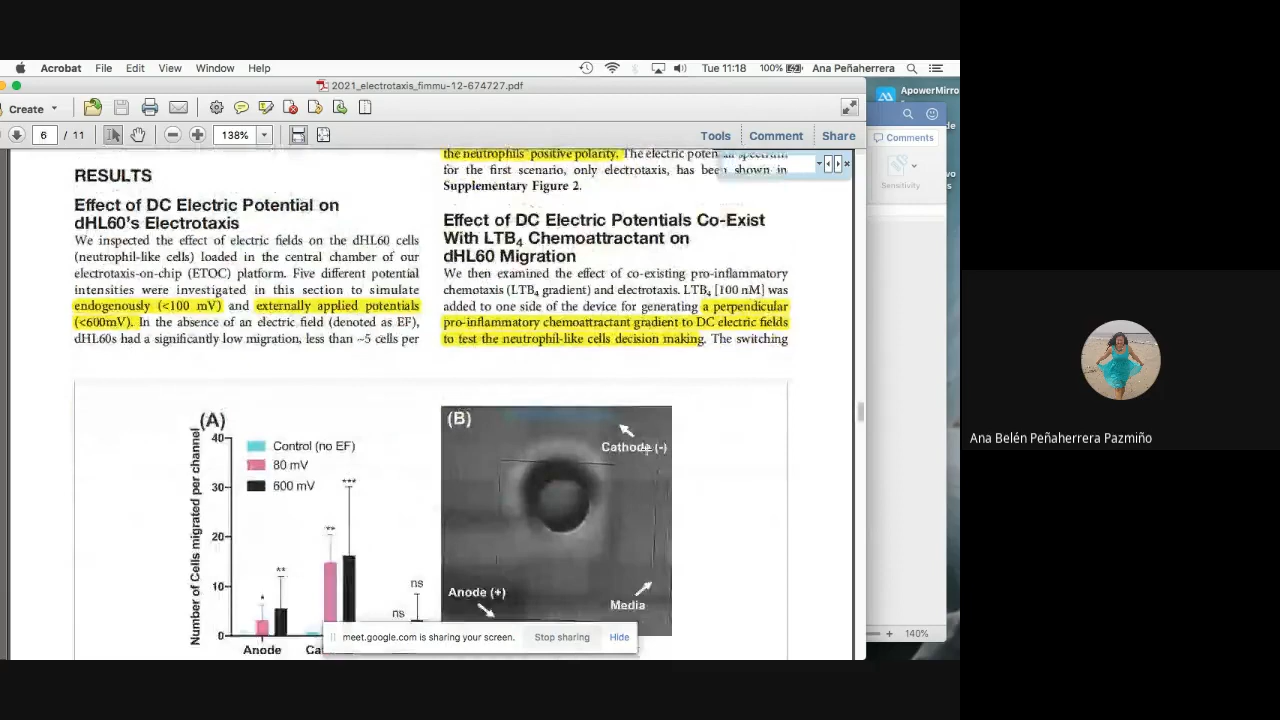 Acrobat File Edit View Window Help
Tue 11:18 100% Ana Peñaherrera
2021_electrotaxis_fimmu-12-674727.pdf
Create
6 / 11 138%
Tools Comment Share
RESULTS
Effect of DC Electric Potential on
dHL60's Electrotaxis
We inspected the effect of electric fields on the dHL60 cells
(neutrophil-like cells) loaded in the central chamber of our
electrotaxis-on-chip (ETOC) platform. Five different potential
intensities were investigated in this section to simulate
endogenously (<100 mV) and externally applied potentials
(<600mV). In the absence of an electric field (denoted as EF),
dHL60s had a significantly low migration, less than ~5 cells per
the neutrophils' positive polarity. The electric potential spectrum
for the first scenario, only electrotaxis, has been shown in
Supplementary Figure 2.
Effect of DC Electric Potentials Co-Exist
With LTB4 Chemoattractant on
dHL60 Migration
We then examined the effect of co-existing pro-inflammatory
chemotaxis (LTB4 gradient) and electrotaxis. LTB4 [100 nM] was
added to one side of the device for generating a perpendicular
pro-inflammatory chemoattractant gradient to DC electric fields
to test the neutrophil-like cells decision making. The switching
(A)
Number of Cells migrated per channel
40
30
20
10
0
Control (no EF)
80 mV
600 mV
*
**
**
***
ns
ns
Anode
Ca
(B)
Cathode (-)
Anode (+)
Media
meet.google.com is sharing your screen. Stop sharing Hide
ApowerMirro
Comments
Sensitivity
140%
Ana Belén Peñaherrera Pazmiño